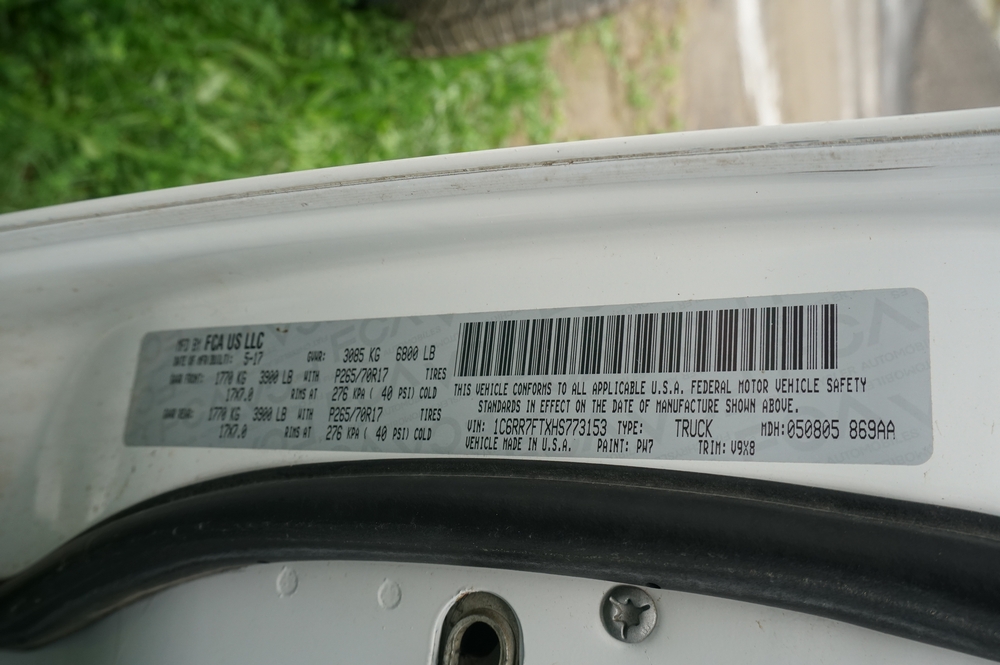 MFD BY FCA US LLC
DATE OF MFR(BUILT): 5-17 GVWR: 3085 KG 6800 LB
GAWR FRONT: 1770 KG 3900 LB WITH P265/70R17 TIRES
17X7.0 RIMS AT 276 KPA ( 40 PSI) COLD
GAWR REAR: 1770 KG 3900 LB WITH P265/70R17 TIRES
17X7.0 RIMS AT 276 KPA ( 40 PSI) COLD
THIS VEHICLE CONFORMS TO ALL APPLICABLE U.S.A. FEDERAL MOTOR VEHICLE SAFETY
STANDARDS IN EFFECT ON THE DATE OF MANUFACTURE SHOWN ABOVE.
VIN: 1C6RR7FTXHS773153 TYPE: TRUCK MDH:050805 869AA
VEHICLE MADE IN U.S.A. PAINT: PW7 TRIM: V9X8